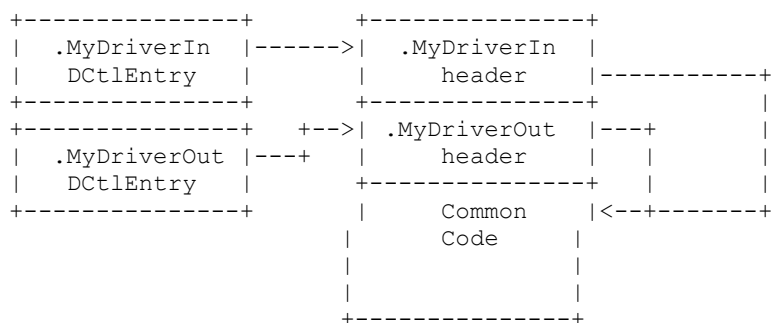 .MyDriverIn .MyDriverIn
DCtlEntry header
.MyDriverOut
.MyDriverOut header
DCtlEntry
Common
Code